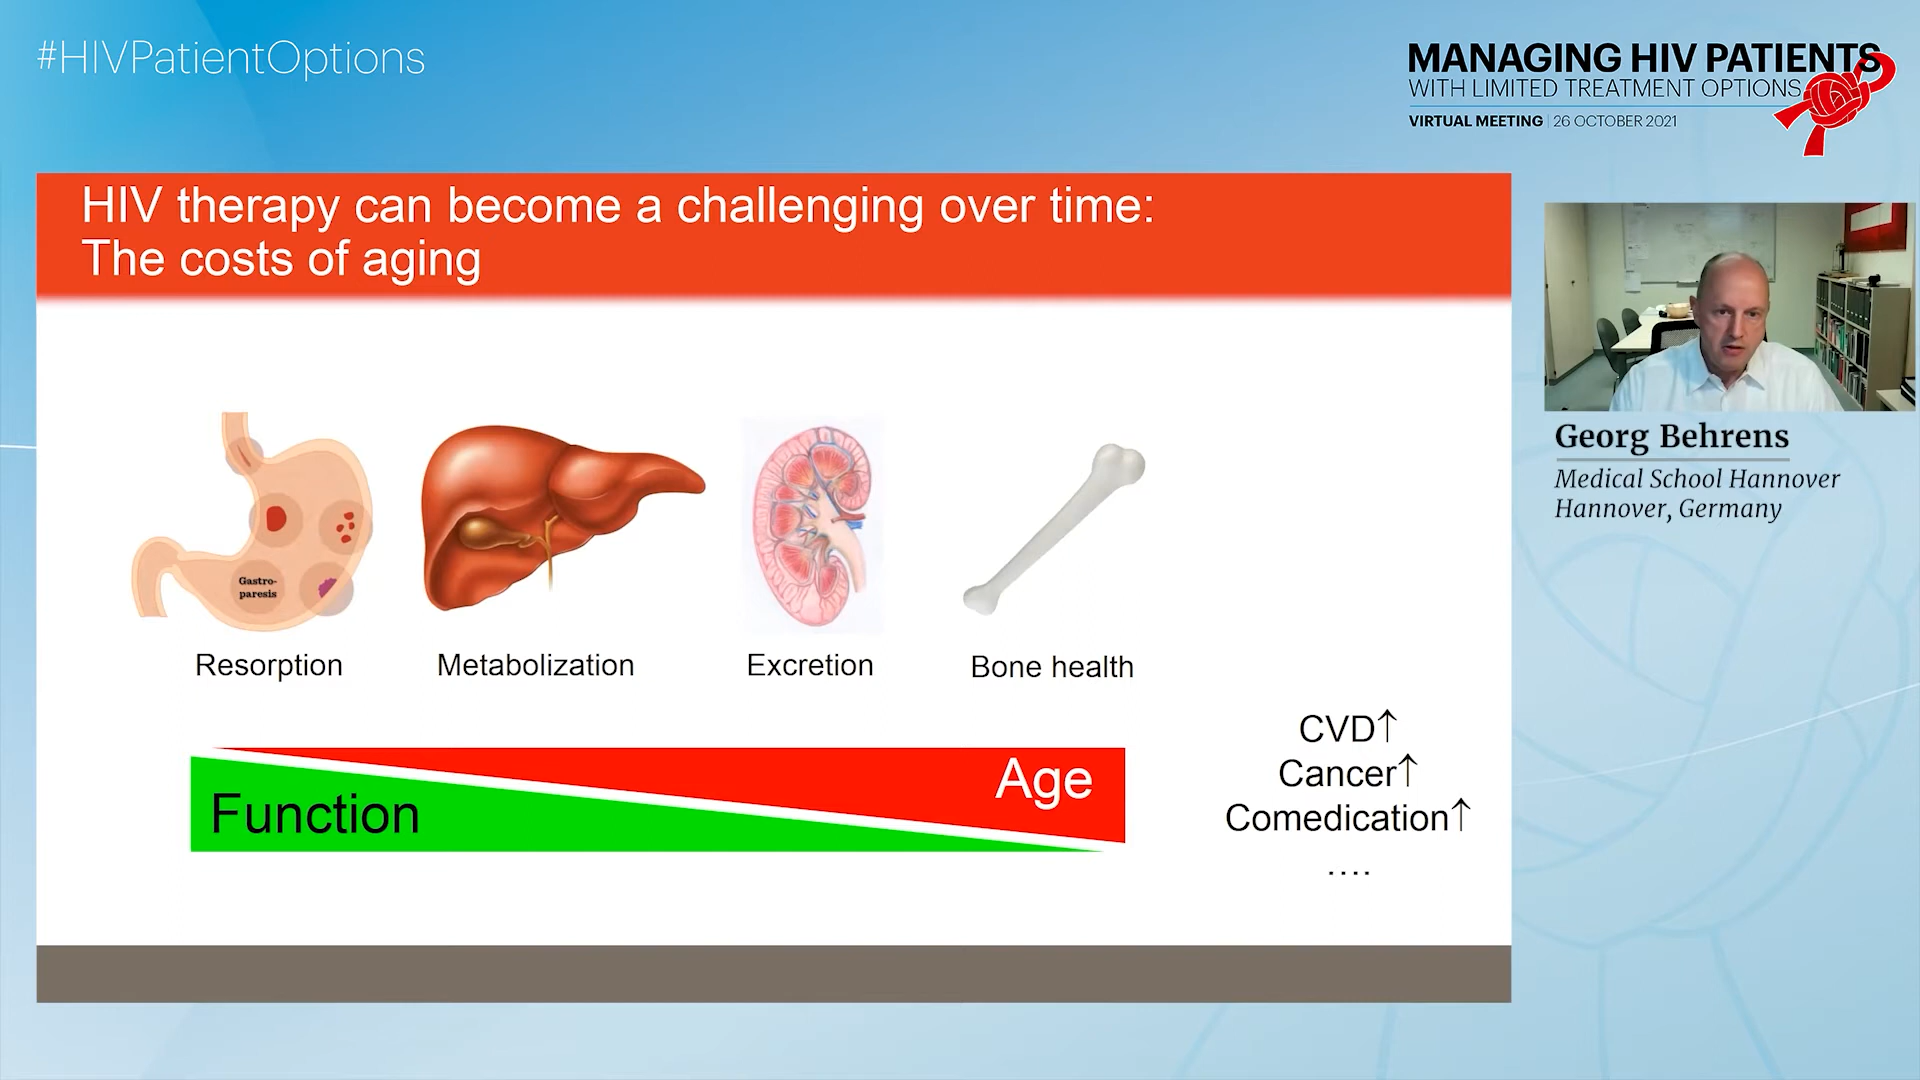 #HIVPatientOptions
MANAGING HIV PATIENTS
WITH LIMITED TREATMENT OPTIONS
VIRTUAL MEETING | 26 OCTOBER 2021
HIV therapy can become a challenging over time:
The costs of aging
Gastro-
paresis
Resorption
Metabolization
Excretion
Bone health
Function
Age
CVD↑
Cancer↑
Comedication↑
....
Georg Behrens
Medical School Hannover
Hannover, Germany